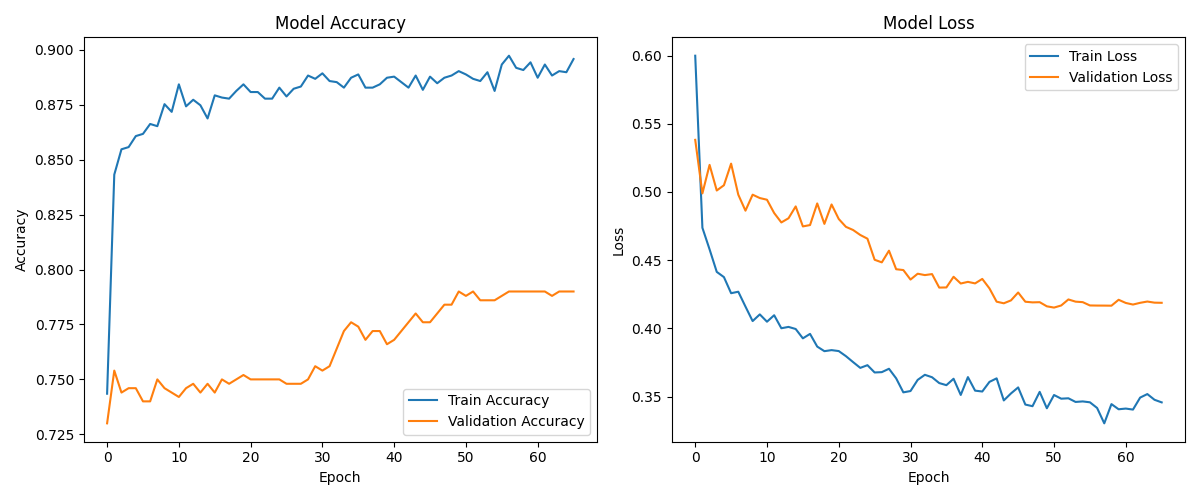 Model Accuracy
0.900
0.875
0.850
0.825
0.800
0.775
0.750
0.725
Accuracy
0 10 20 30 40 50 60
Epoch
Train Accuracy
Validation Accuracy
Model Loss
0.60
0.55
0.50
0.45
0.40
0.35
Loss
0 10 20 30 40 50 60
Epoch
Train Loss
Validation Loss